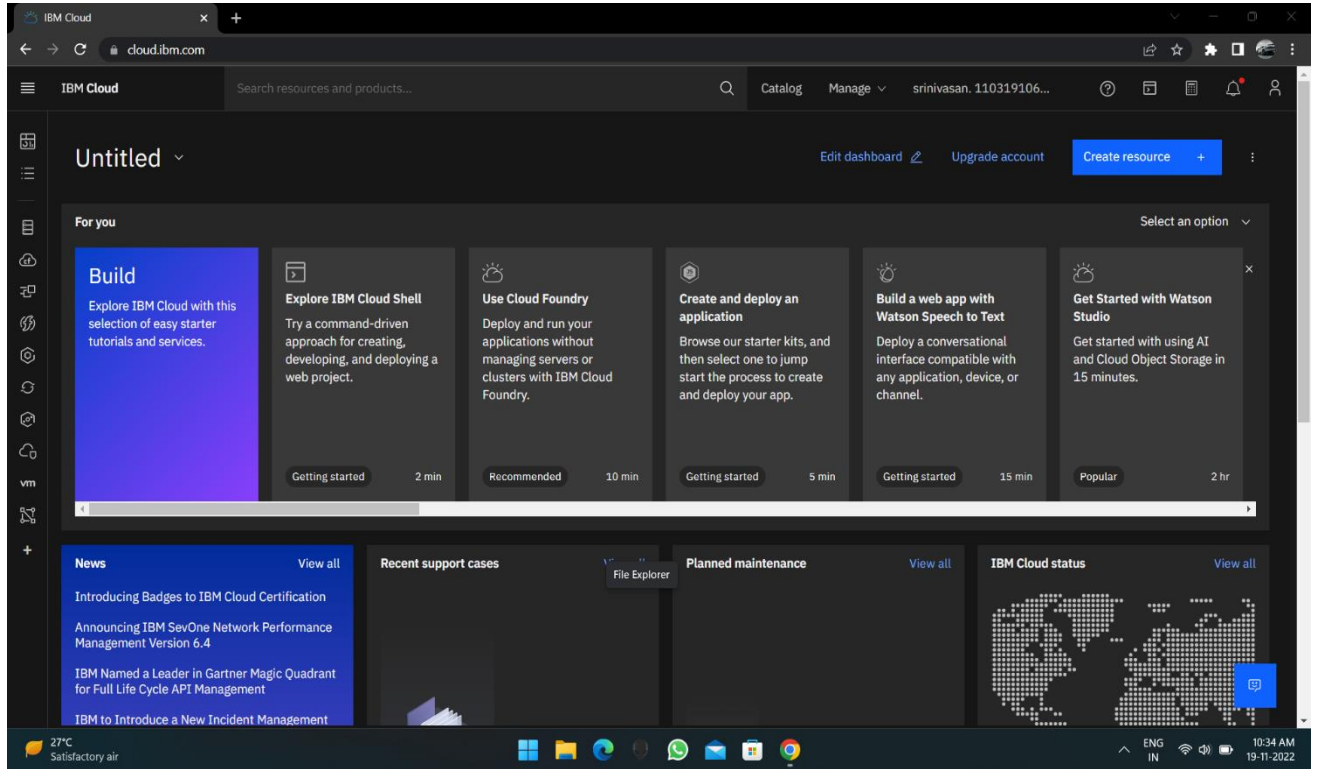 IBM Cloud
cloud.ibm.com
IBM Cloud
Search resources and products...
Catalog
Manage
srinivasan. 110319106...
Untitled
Edit dashboard
Upgrade account
Create resource +
For you
Select an option
Build
Explore IBM Cloud with this
selection of easy starter
tutorials and services.
Explore IBM Cloud Shell
Try a command-driven
approach for creating,
developing, and deploying a
web project.
Getting started 2 min
Use Cloud Foundry
Deploy and run your
applications without
managing servers or
clusters with IBM Cloud
Foundry.
Recommended 10 min
Create and deploy an
application
Browse our starter kits, and
then select one to jump
start the process to create
and deploy your app.
Getting started 5 min
Build a web app with
Watson Speech to Text
Deploy a conversational
interface compatible with
any application, device, or
channel.
Getting started 15 min
Get Started with Watson
Studio
Get started with using AI
and Cloud Object Storage in
15 minutes.
Popular 2 hr
vm
News View all
Introducing Badges to IBM Cloud Certification
Announcing IBM SevOne Network Performance
Management Version 6.4
IBM Named a Leader in Gartner Magic Quadrant
for Full Life Cycle API Management
IBM to Introduce a New Incident Management
Recent support cases
File Explorer
Planned maintenance View all
IBM Cloud status View all
27°C
Satisfactory air
ENG
IN
10:34 AM
19-11-2022